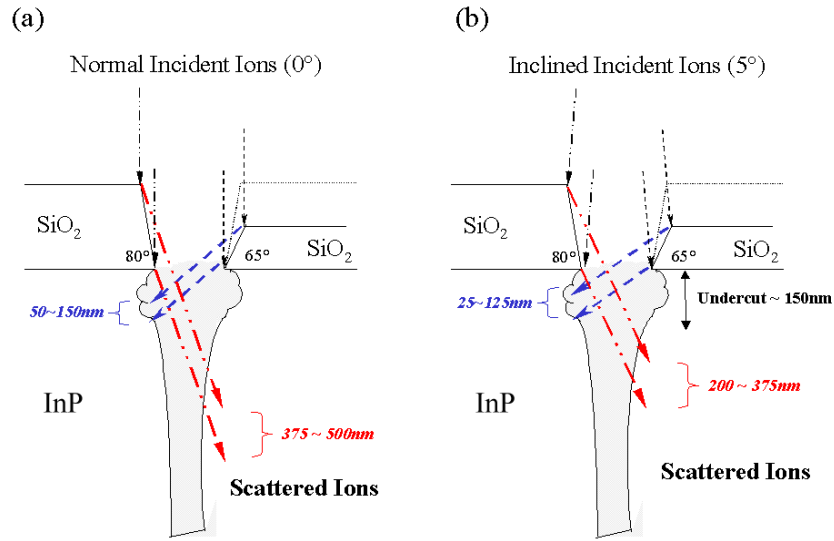 (a)
Normal Incident Ions (0°)
SiO₂
SiO₂
80°
65°
50~150nm
InP
375 ~ 500nm
Scattered Ions
(b)
Inclined Incident Ions (5°)
SiO₂
SiO₂
80°
65°
25~125nm
Undercut ~ 150nm
InP
200 ~ 375nm
Scattered Ions